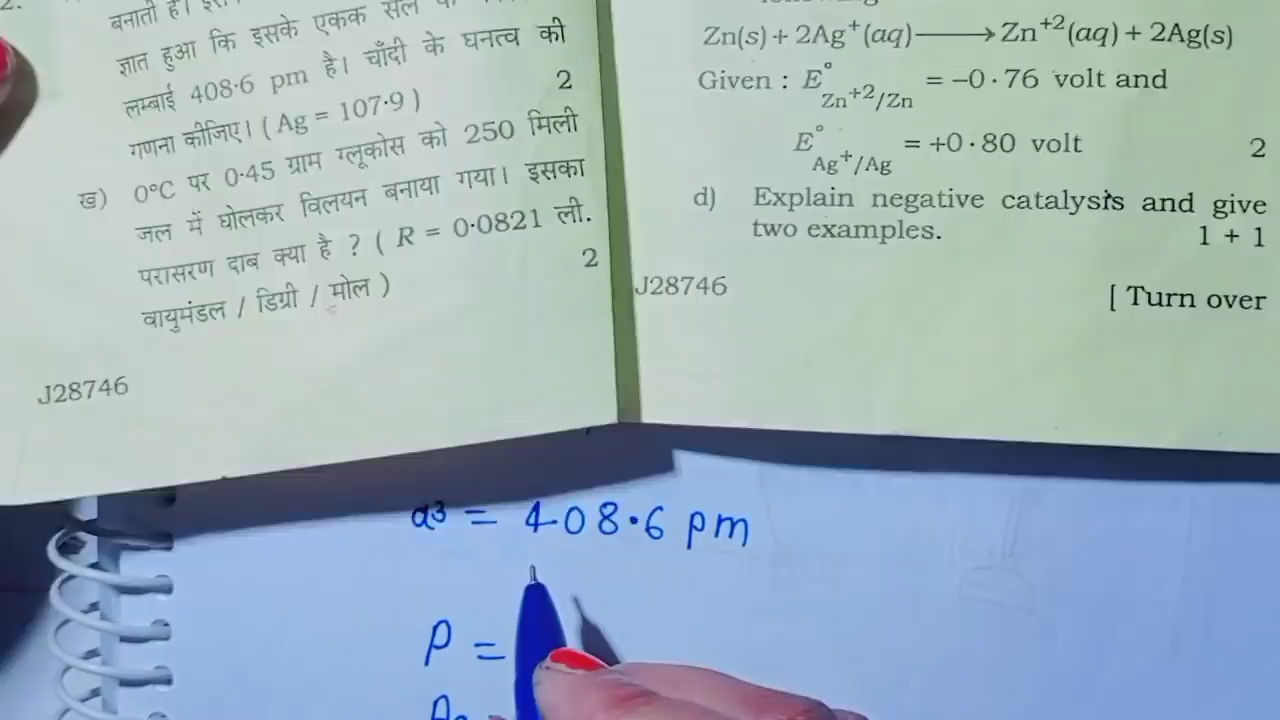 2.
बनाती है।
ज्ञात हुआ कि इसके एकक सेल
लम्बाई 408·6 pm है। चाँदी के घनत्व की
गणना कीजिए। ( Ag = 107·9 ) 2
ख) 0°C पर 0·45 ग्राम ग्लूकोस को 250 मिली
जल में घोलकर विलयन बनाया गया। इसका
परासरण दाब क्या है ? ( R = 0·0821 ली.
वायुमंडल / डिग्री / मोल ) 2
J28746
Zn(s) + 2Ag⁺(aq) ⟶ Zn⁺²(aq) + 2Ag(s)
Given : E°Zn⁺²/Zn = –0·76 volt and
E°Ag⁺/Ag = +0·80 volt 2
d) Explain negative catalysis and give
two examples. 1 + 1
J28746
[ Turn over
a³ = 408·6 pm
ρ =